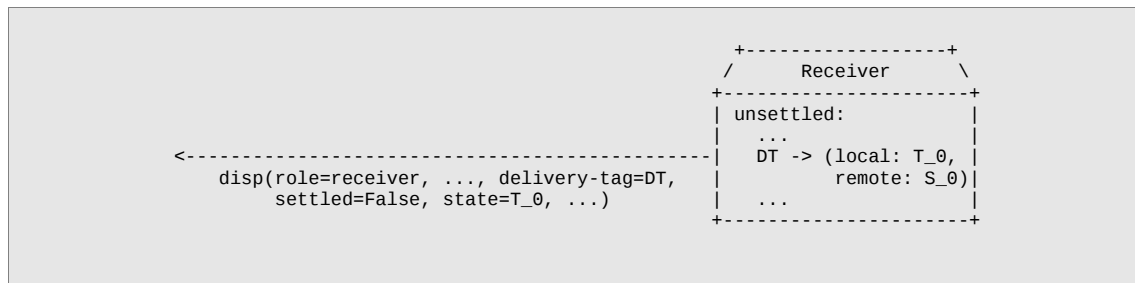 +------------------+
/      Receiver      \
+----------------------+
| unsettled:           |
|   ...                |
<-----------------------------------------------|   DT -> (local: T_0, |
disp(role=receiver, ..., delivery-tag=DT,   |          remote: S_0)|
settled=False, state=T_0, ...)         |   ...                |
+----------------------+